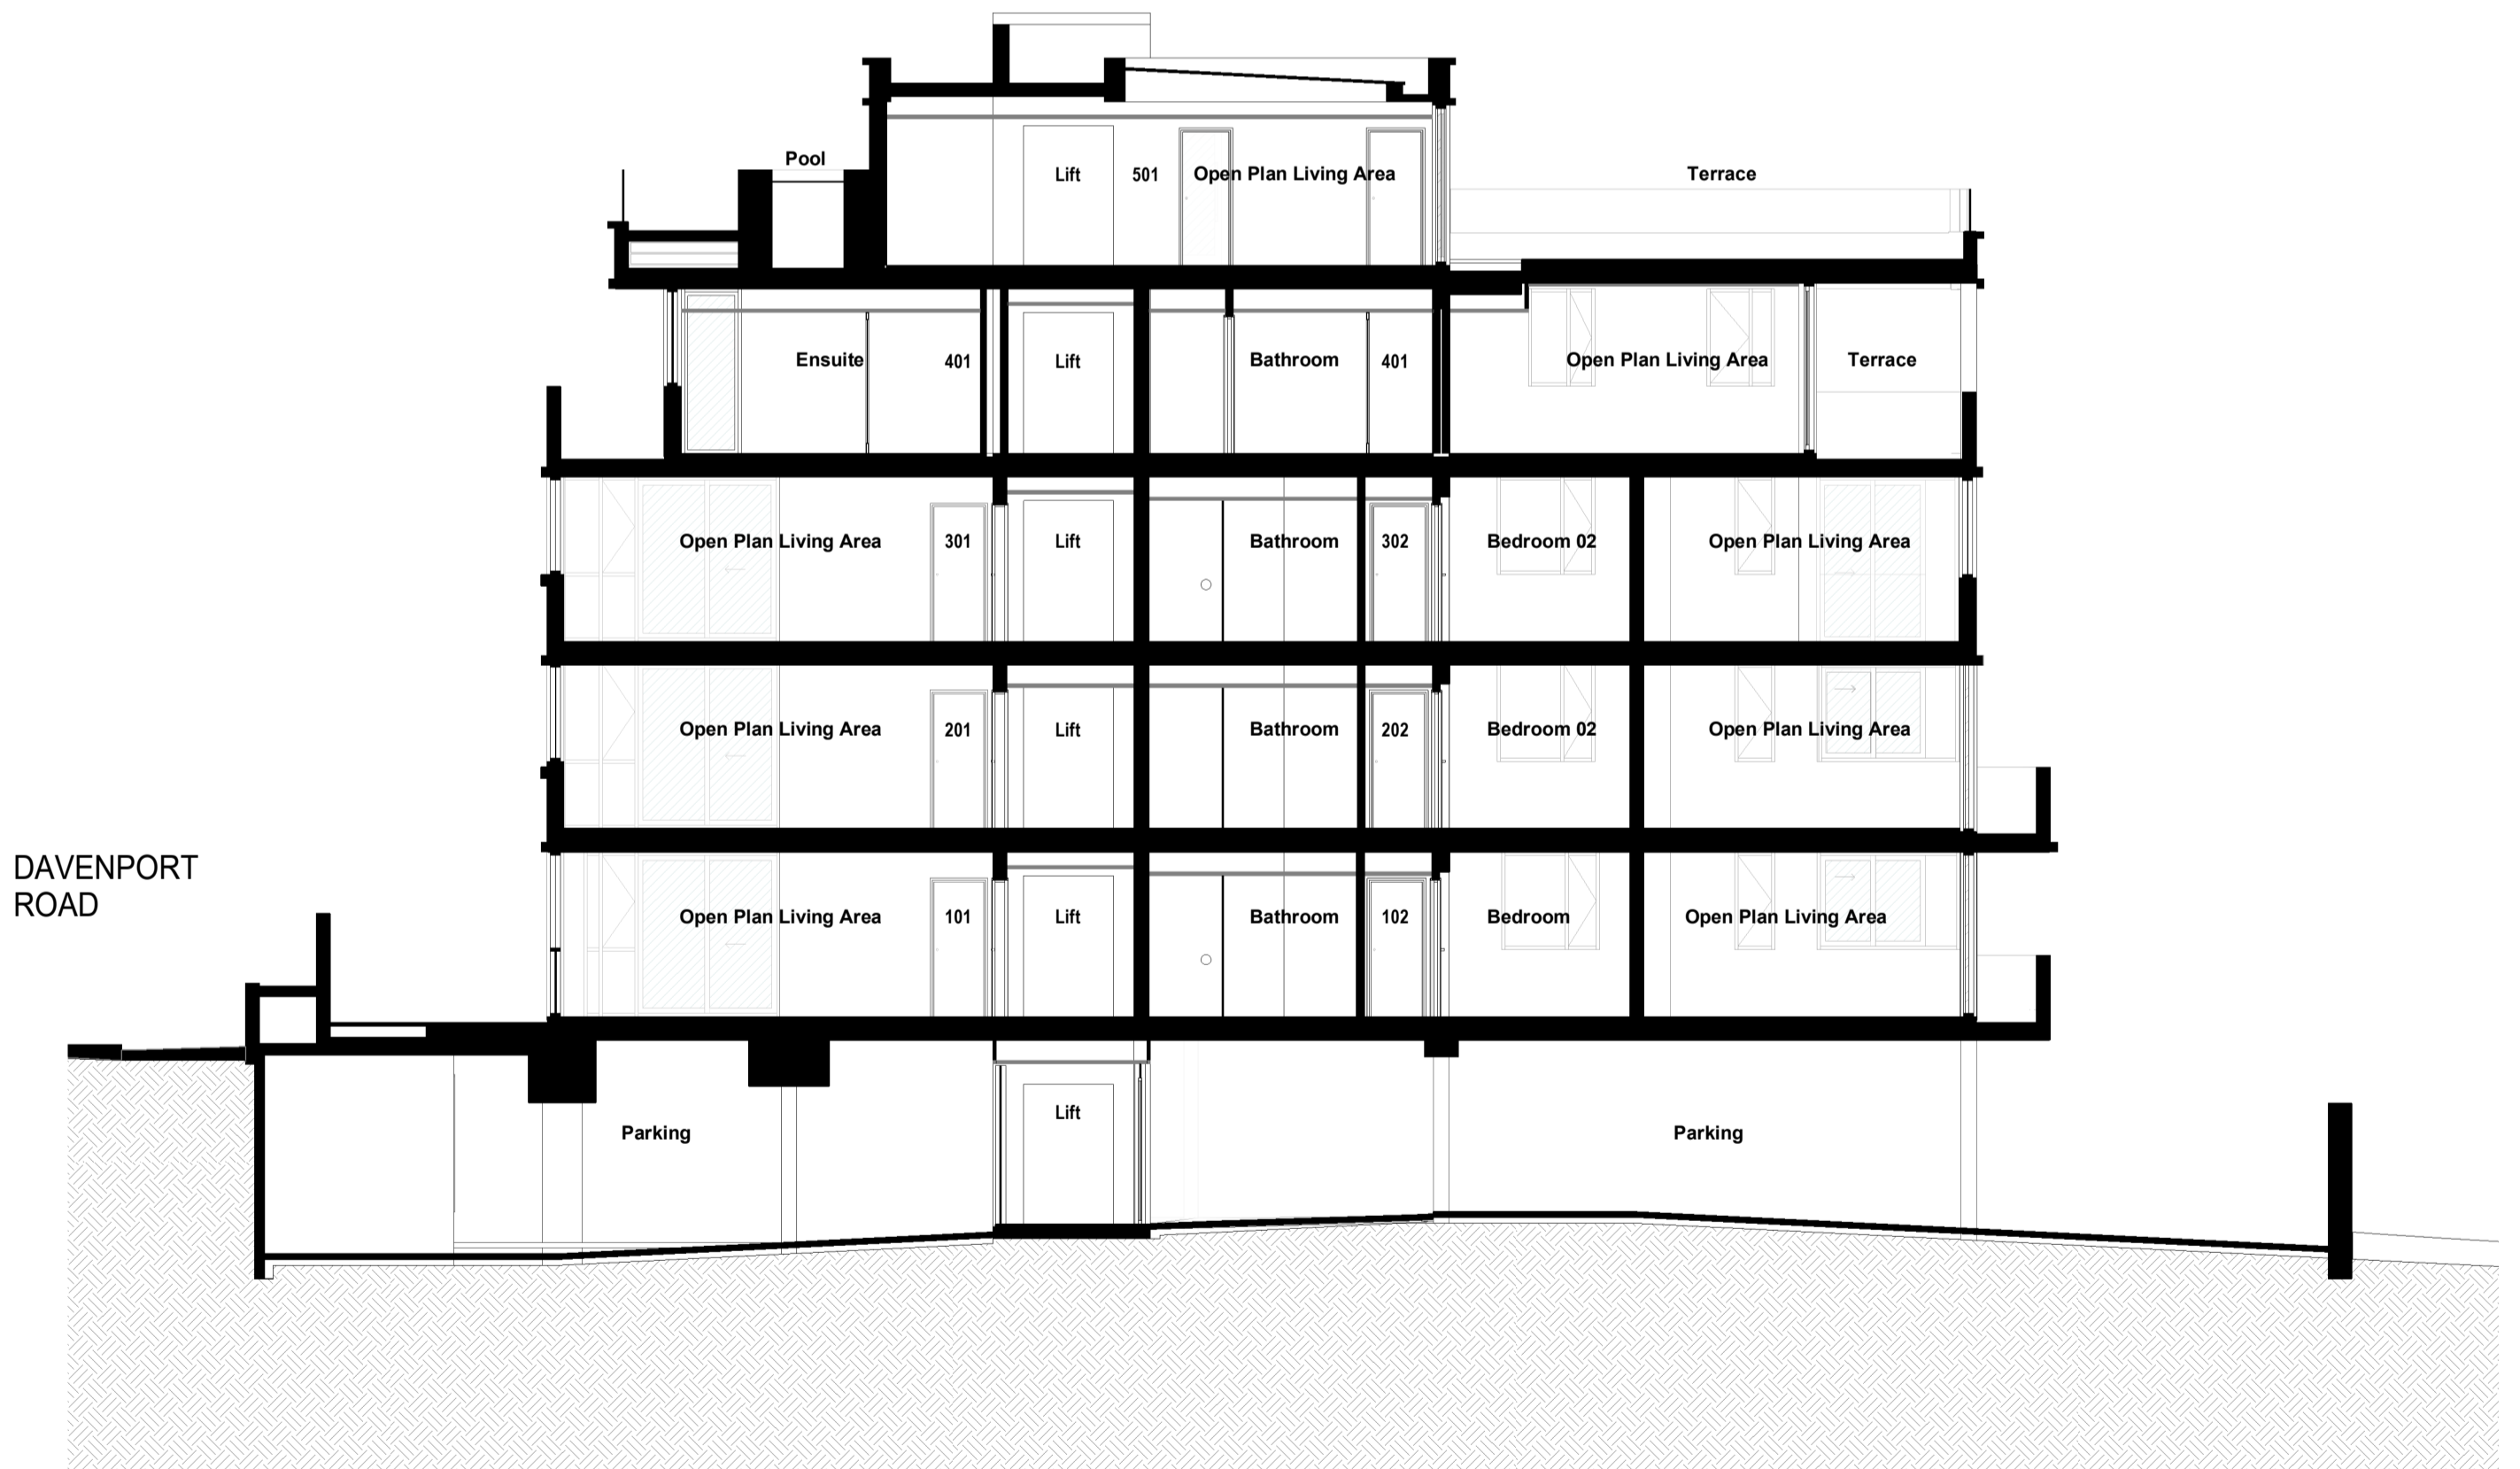 Pool
Lift 501 Open Plan Living Area Terrace
Ensuite 401 Lift Bathroom 401 Open Plan Living Area Terrace
Open Plan Living Area 301 Lift Bathroom 302 Bedroom 02 Open Plan Living Area
Open Plan Living Area 201 Lift Bathroom 202 Bedroom 02 Open Plan Living Area
DAVENPORT
ROAD
Open Plan Living Area 101 Lift Bathroom 102 Bedroom Open Plan Living Area
Lift
Parking Parking